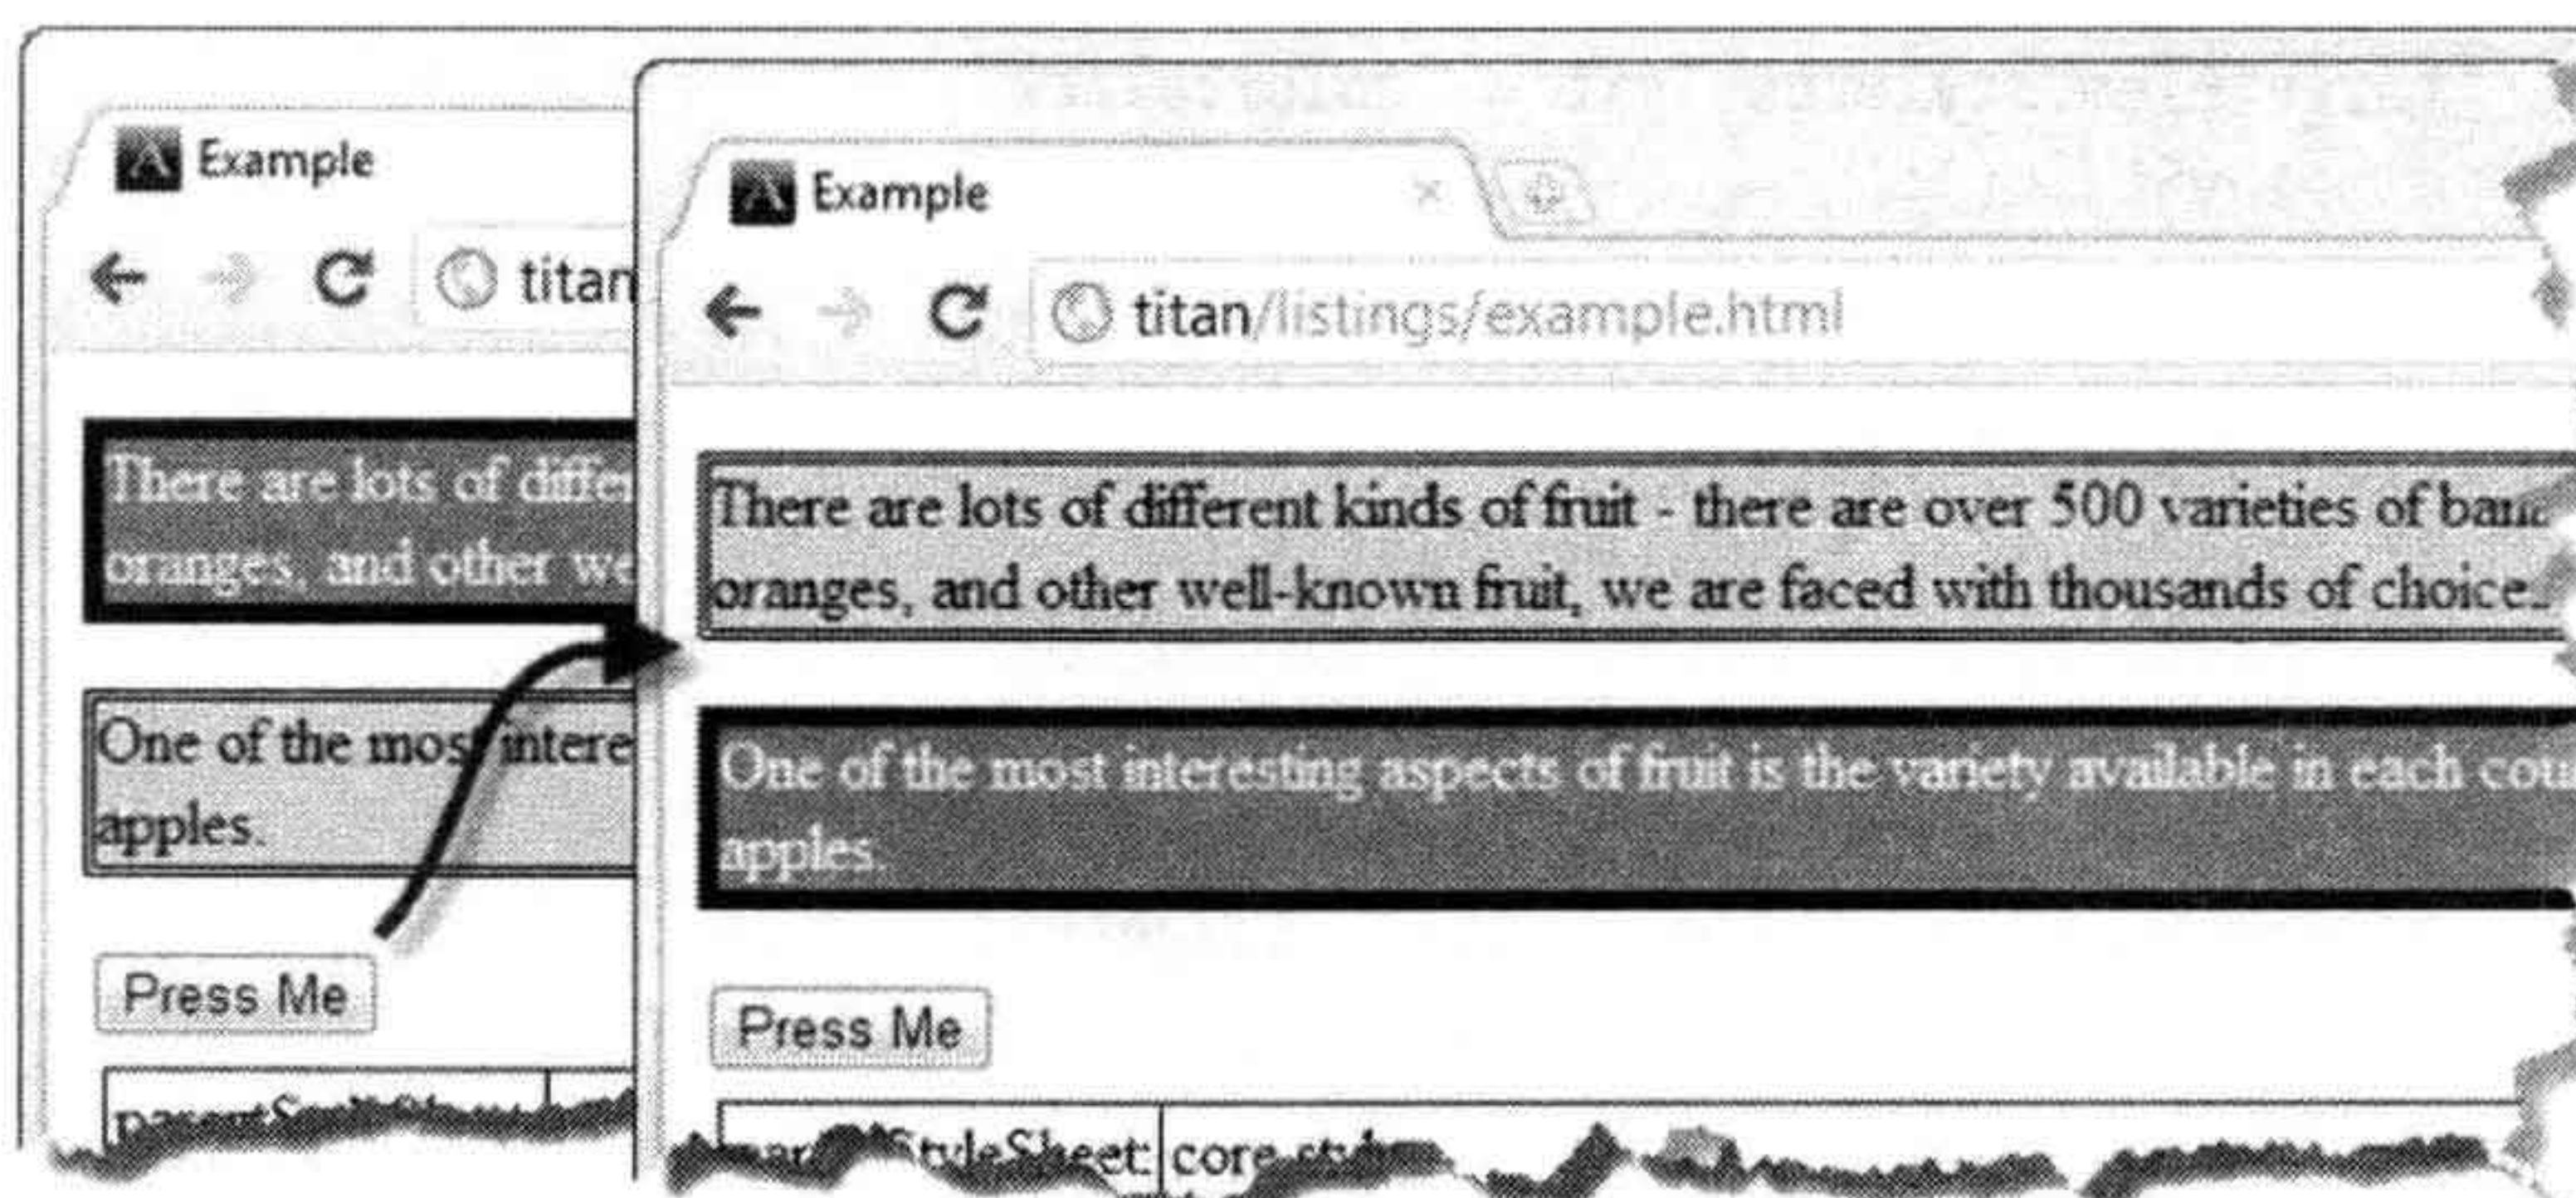 Example
titan
There are lots of differ
oranges, and other we
One of the most intere
apples.
Press Me
Example
titan/listings/example.html
There are lots of different kinds of fruit - there are over 500 varieties of bana
oranges, and other well-known fruit, we are faced with thousands of choice
One of the most interesting aspects of fruit is the variety available in each cou
apples.
Press Me